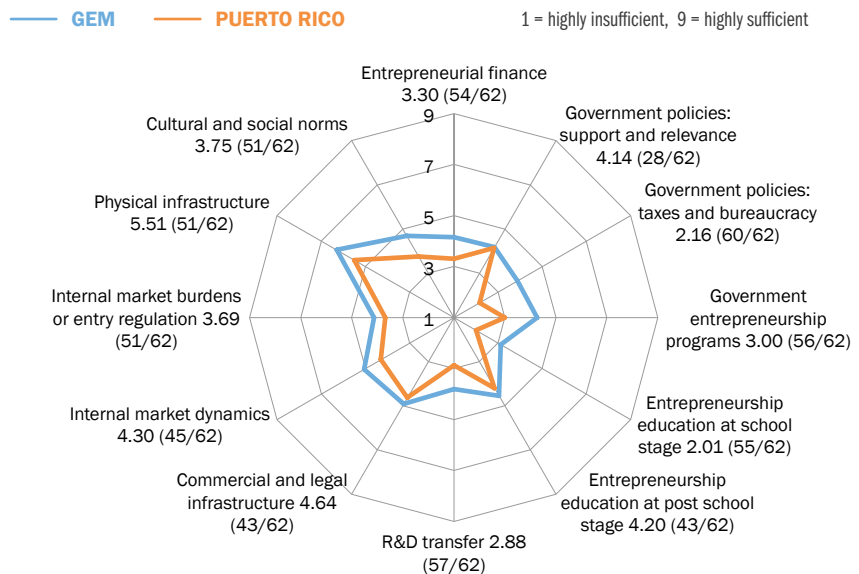 GEM PUERTO RICO 1 = highly insufficient, 9 = highly sufficient
Entrepreneurial finance
3.30 (54/62)
Government policies:
support and relevance
4.14 (28/62)
Government policies:
taxes and bureaucracy
2.16 (60/62)
Government
entrepreneurship
programs 3.00 (56/62)
Entrepreneurship
education at school
stage 2.01 (55/62)
Entrepreneurship
education at post school
stage 4.20 (43/62)
R&D transfer 2.88
(57/62)
Commercial and legal
infrastructure 4.64
(43/62)
Internal market dynamics
4.30 (45/62)
Internal market burdens
or entry regulation 3.69
(51/62)
Physical infrastructure
5.51 (51/62)
Cultural and social norms
3.75 (51/62)
9
7
5
3
1